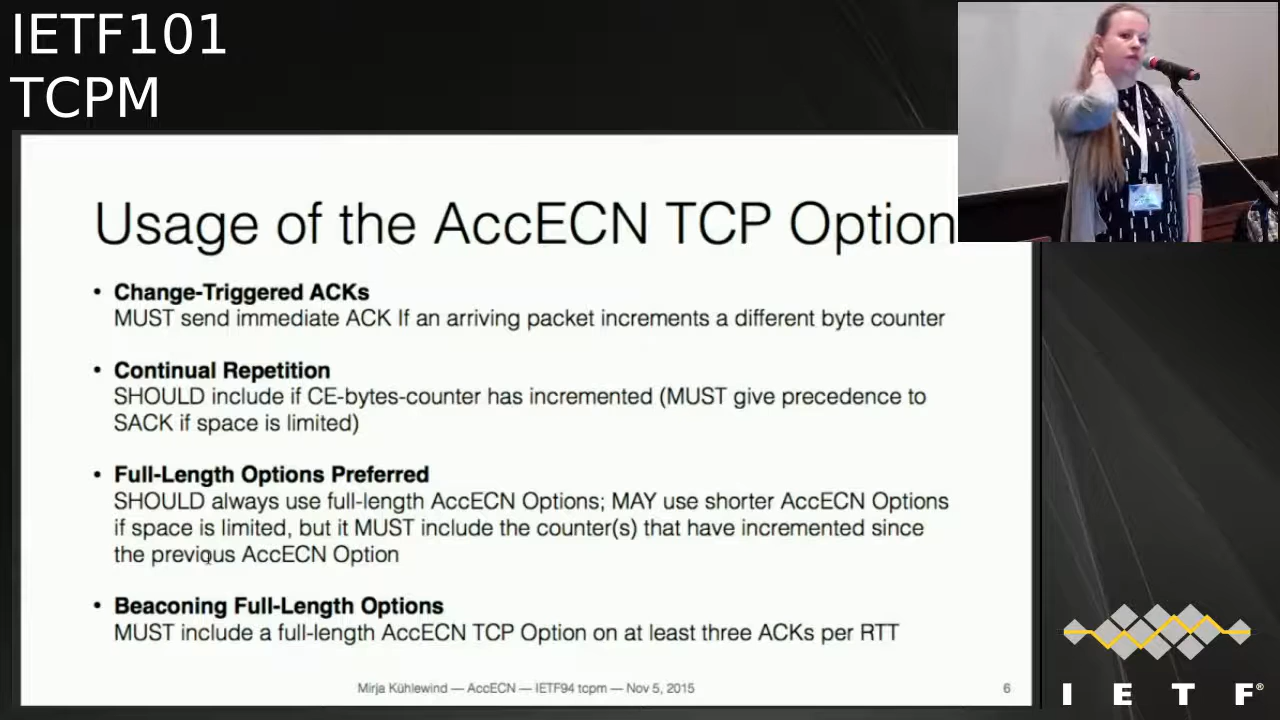 IETF101
TCPM
Usage of the AccECN TCP Option
• Change-Triggered ACKs
MUST send immediate ACK If an arriving packet increments a different byte counter
• Continual Repetition
SHOULD include if CE-bytes-counter has incremented (MUST give precedence to
SACK if space is limited)
• Full-Length Options Preferred
SHOULD always use full-length AccECN Options; MAY use shorter AccECN Options
if space is limited, but it MUST include the counter(s) that have incremented since
the previous AccECN Option
• Beaconing Full-Length Options
MUST include a full-length AccECN TCP Option on at least three ACKs per RTT
Mirja Kühlewind — AccECN — IETF94 tcpm — Nov 5, 2015
6
I E T F®